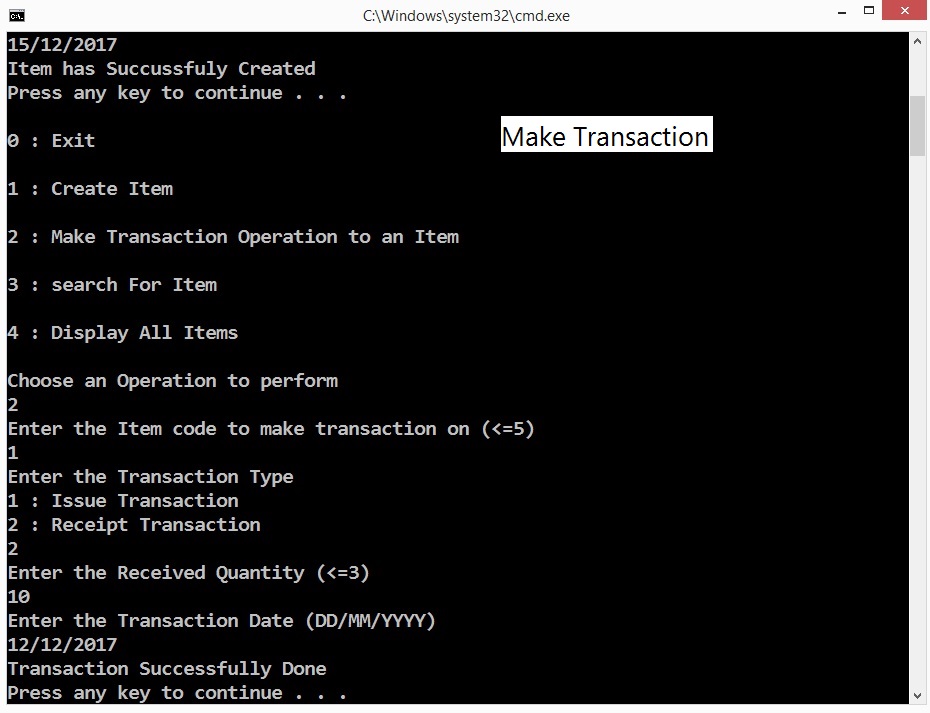 C:\Windows\system32\cmd.exe
15/12/2017
Item has Succussfuly Created
Press any key to continue . . .
Make Transaction
0 : Exit
1 : Create Item
2 : Make Transaction Operation to an Item
3 : search For Item
4 : Display All Items
Choose an Operation to perform
2
Enter the Item code to make transaction on (<=5)
1
Enter the Transaction Type
1 : Issue Transaction
2 : Receipt Transaction
2
Enter the Received Quantity (<=3)
10
Enter the Transaction Date (DD/MM/YYYY)
12/12/2017
Transaction Successfully Done
Press any key to continue . . .